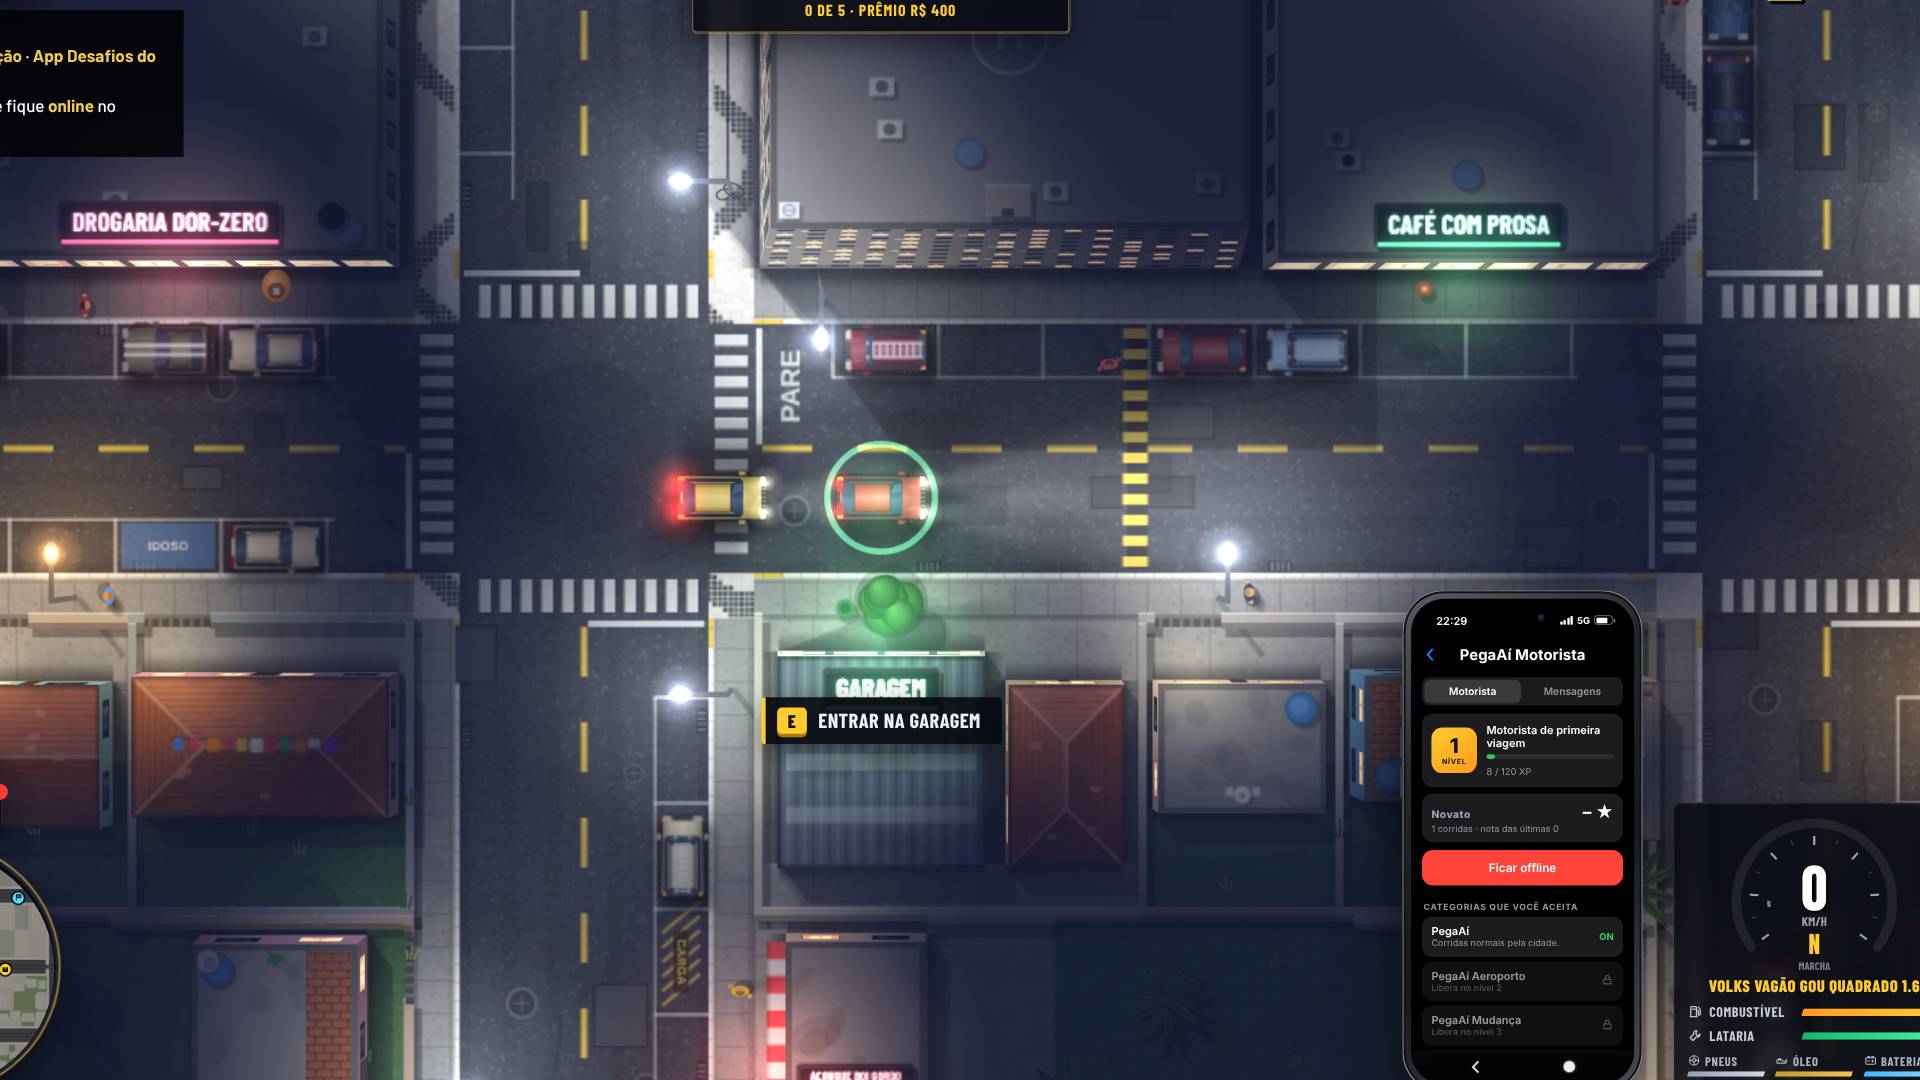 0 DE 5 · PRÊMIO R$ 400
ção · App Desafios do
e fique online no
DROGARIA DOR-ZERO
CAFÉ COM PROSA
PARE
IDOSO
GARAGEM
E ENTRAR NA GARAGEM
CARGA
22:29 5G
PegaAí Motorista
Motorista Mensagens
1
NÍVEL
Motorista de primeira
viagem
8 / 120 XP
Novato
1 corridas · nota das últimas 0
Ficar offline
CATEGORIAS QUE VOCÊ ACEITA
PegaAí
Corridas normais pela cidade.
ON
PegaAí Aeroporto
Libera no nível 2
PegaAí Mudança
Libera no nível 3
0
KM/H
N
MARCHA
VOLKS VAGÃO GOU QUADRADO 1.6
COMBUSTÍVEL
LATARIA
PNEUS ÓLEO BATERIA